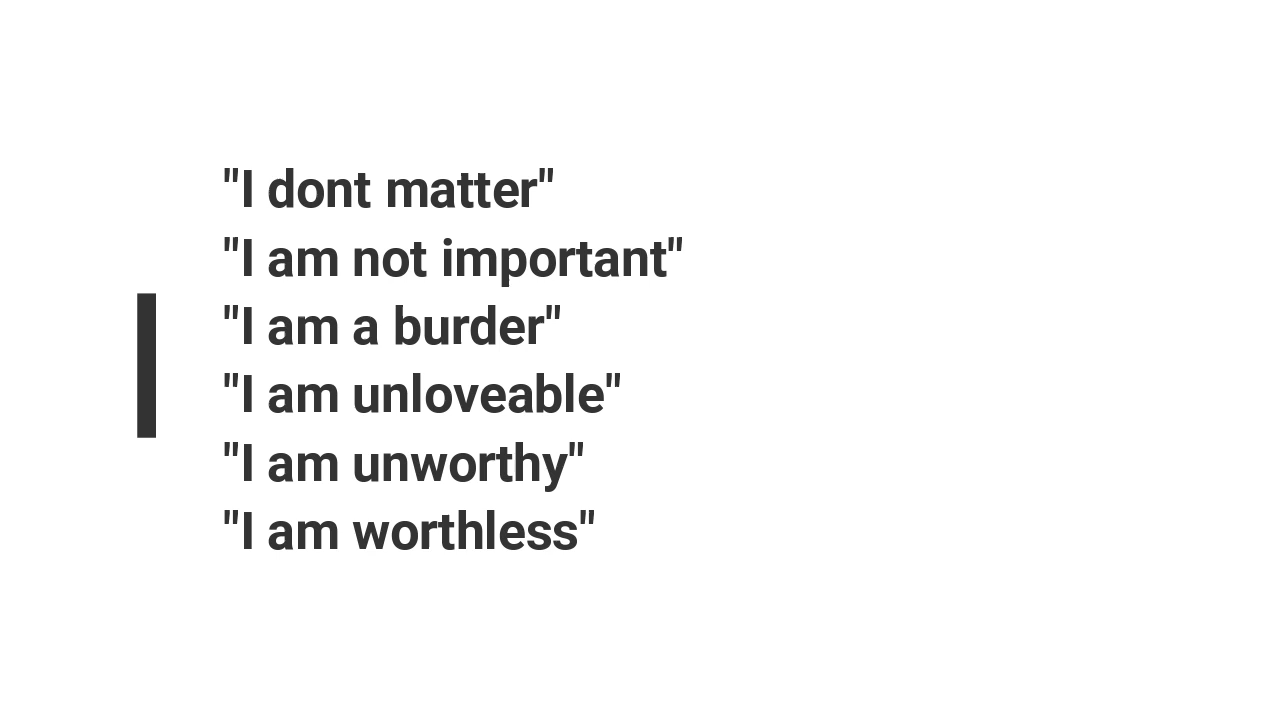 "I dont matter"
"I am not important"
"I am a burder"
"I am unloveable"
"I am unworthy"
"I am worthless"